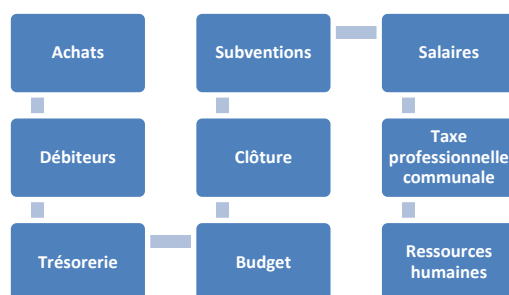 Achats
Subventions
Salaires
Débiteurs
Clôture
Taxe
professionnelle
communale
Trésorerie
Budget
Ressources
humaines